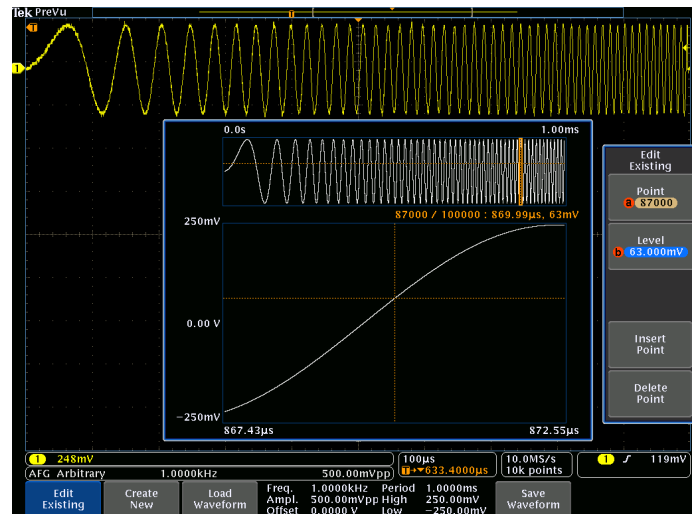 Tek PreVu
T
T
1
0.0s 1.00ms
87000 / 100000 : 869.99µs, 63mV
250mV
0.00 V
−250mV
867.43µs 872.55µs
Edit
Existing
Point
a 87000
Level
b 63.000mV
Insert
Point
Delete
Point
1 248mV
AFG Arbitrary 1.0000kHz 500.00mVpp
100µs
T→▼633.4000µs
10.0MS/s
10k points
1 119mV
Edit
Existing
Create
New
Load
Waveform
Freq. 1.0000kHz Period 1.0000ms
Ampl. 500.00mVpp High 250.00mV
Offset 0.0000 V Low −250.00mV
Save
Waveform